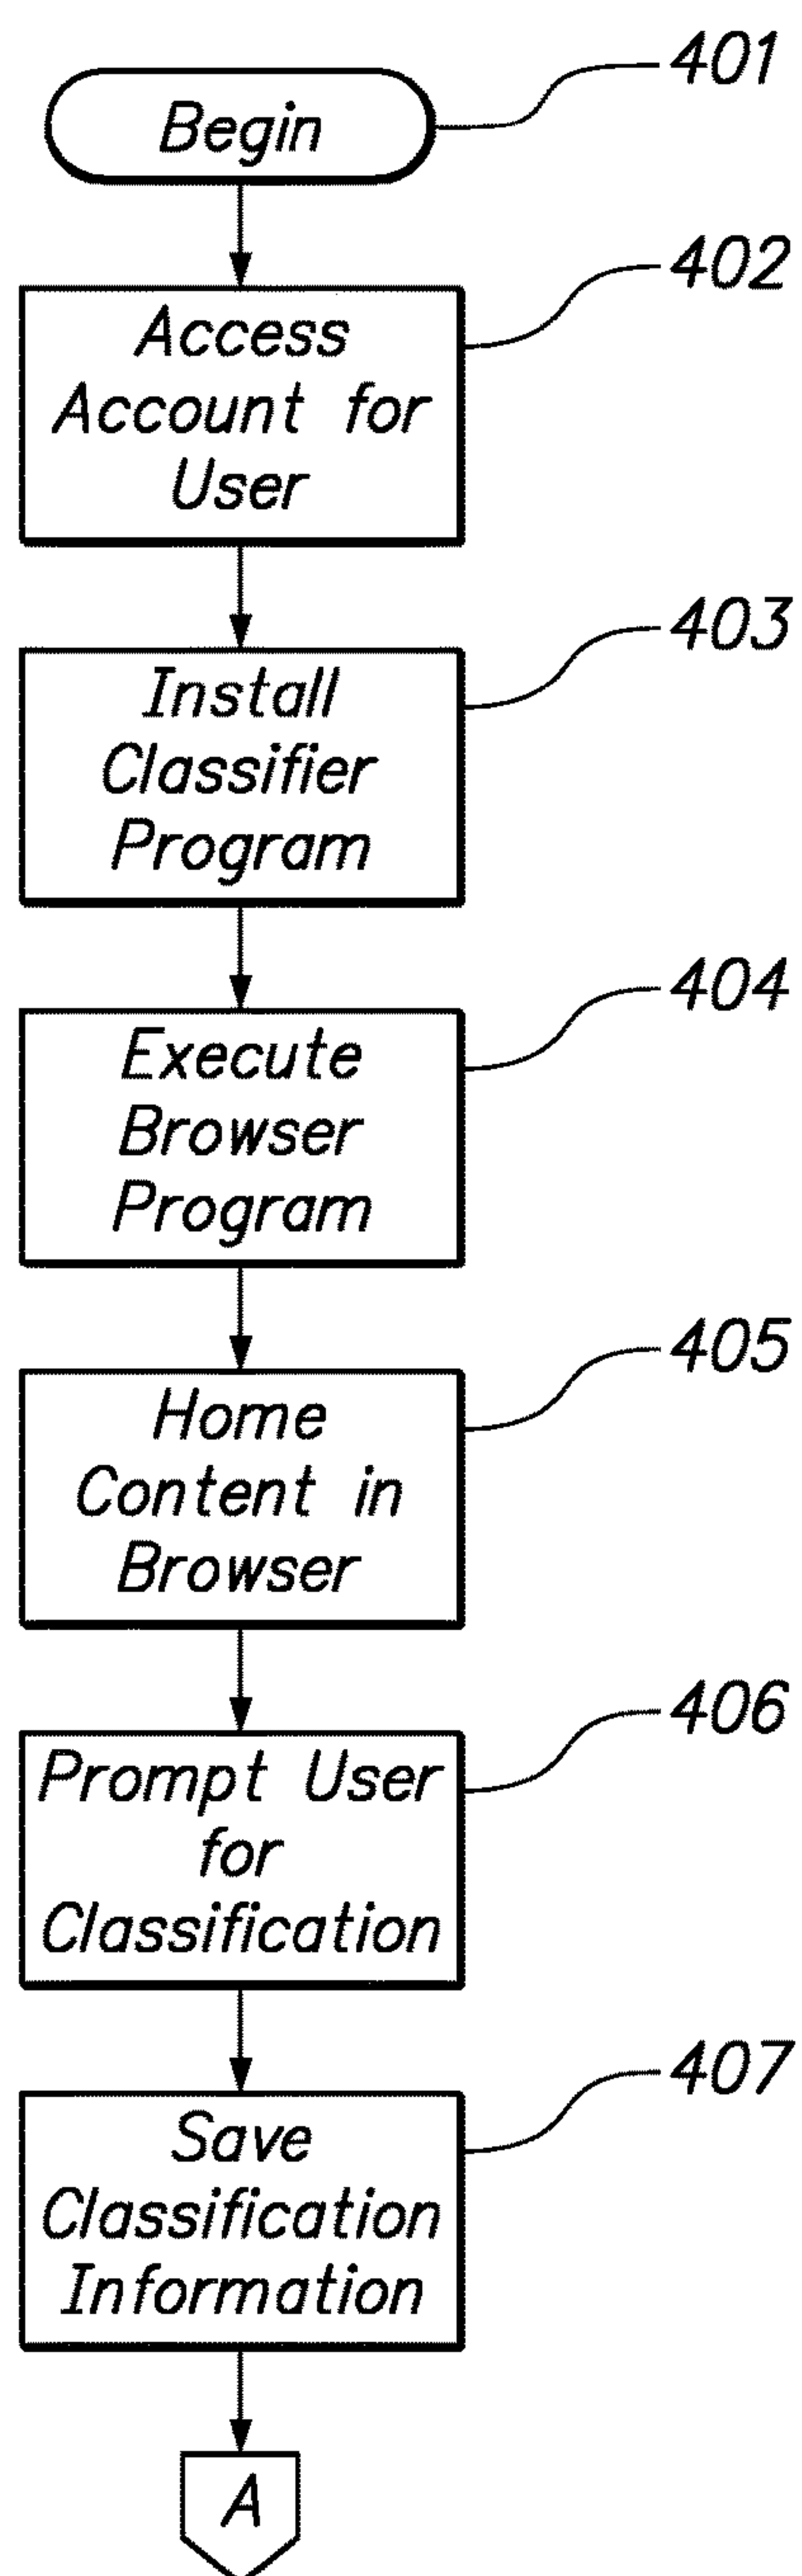 Begin
401
Access
Account for
User
402
Install
Classifier
Program
403
Execute
Browser
Program
404
Home
Content in
Browser
405
Prompt User
for
Classification
406
Save
Classification
Information
407
A